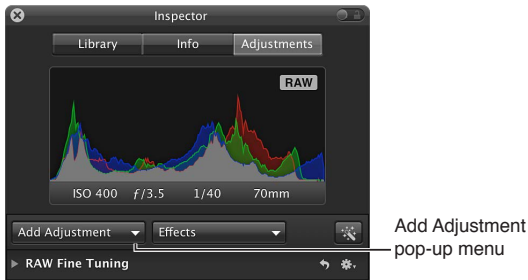 Inspector
Library Info Adjustments
RAW
ISO 400 ƒ/3.5 1/40 70mm
Add Adjustment Effects
RAW Fine Tuning
Add Adjustment
pop-up menu